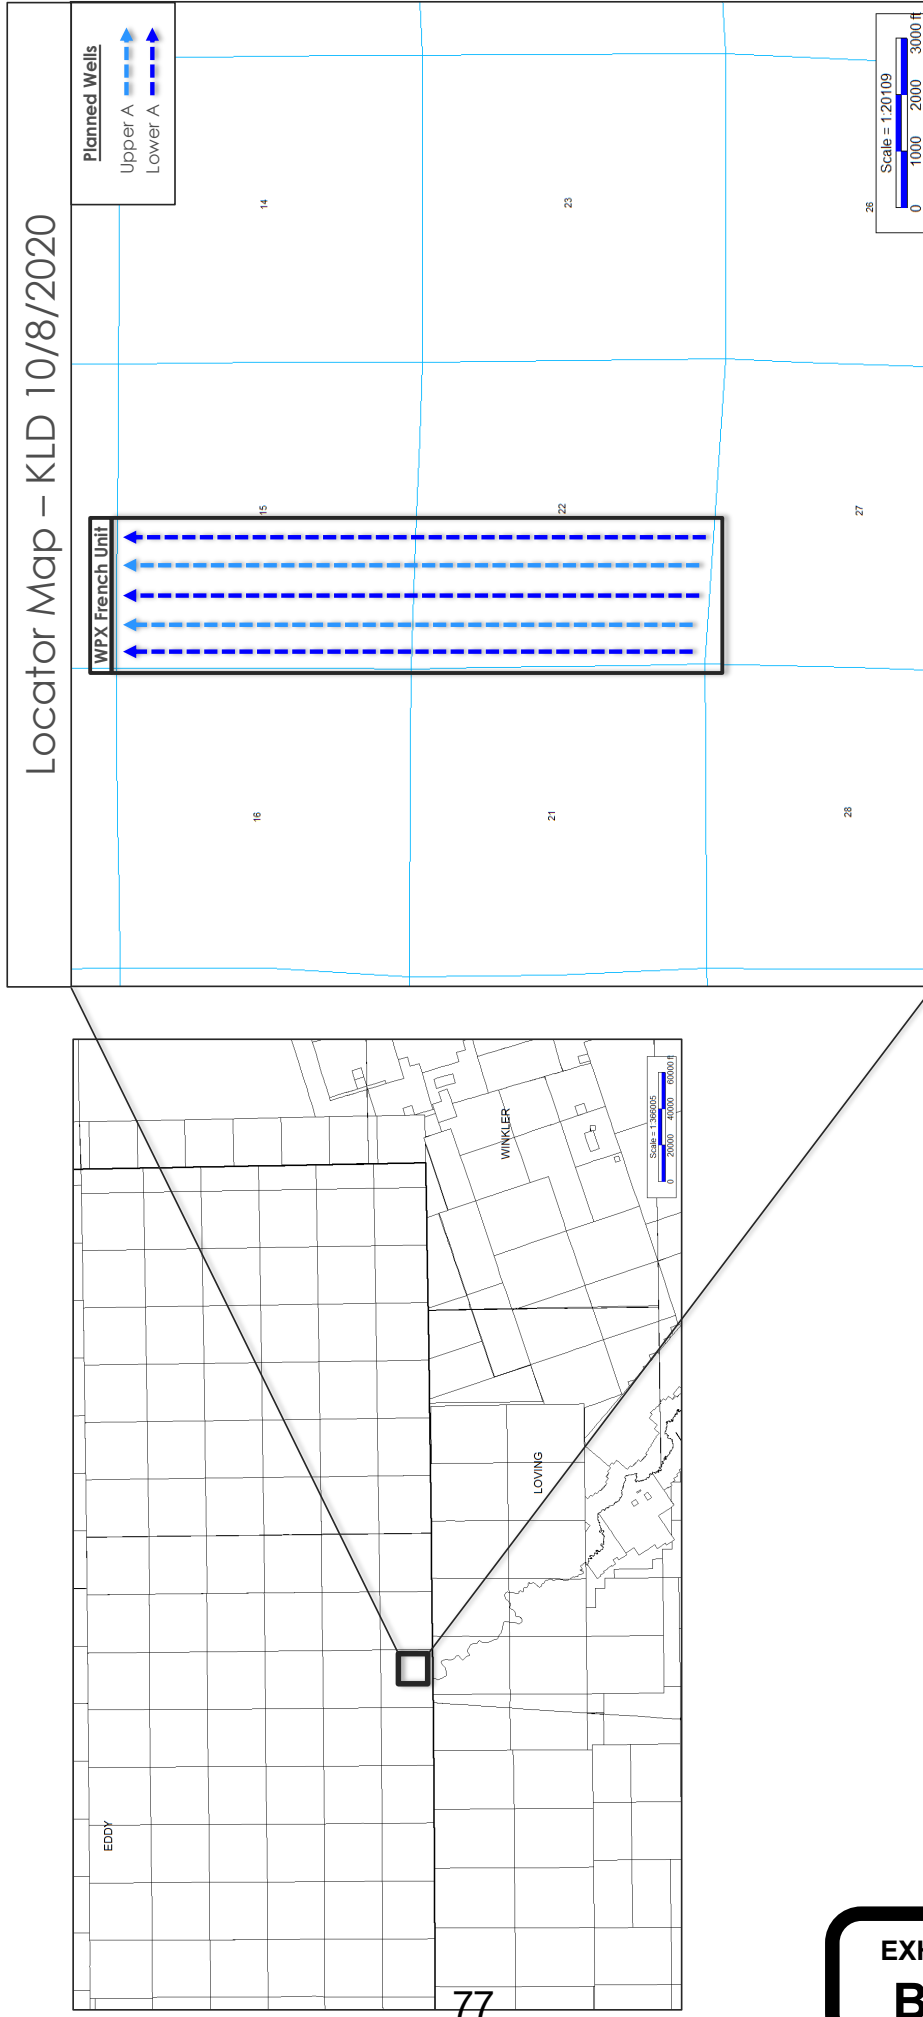 Locator Map – KLD 10/8/2020
Planned Wells
Upper A
Lower A
WPX French Unit
16
15
14
21
22
23
28
27
26
Scale = 1:20109
0 1000 2000 3000 ft
EDDY
LOVING
WINKLER
Scale = 1:366005
0 20000 40000 60000 ft
77
B